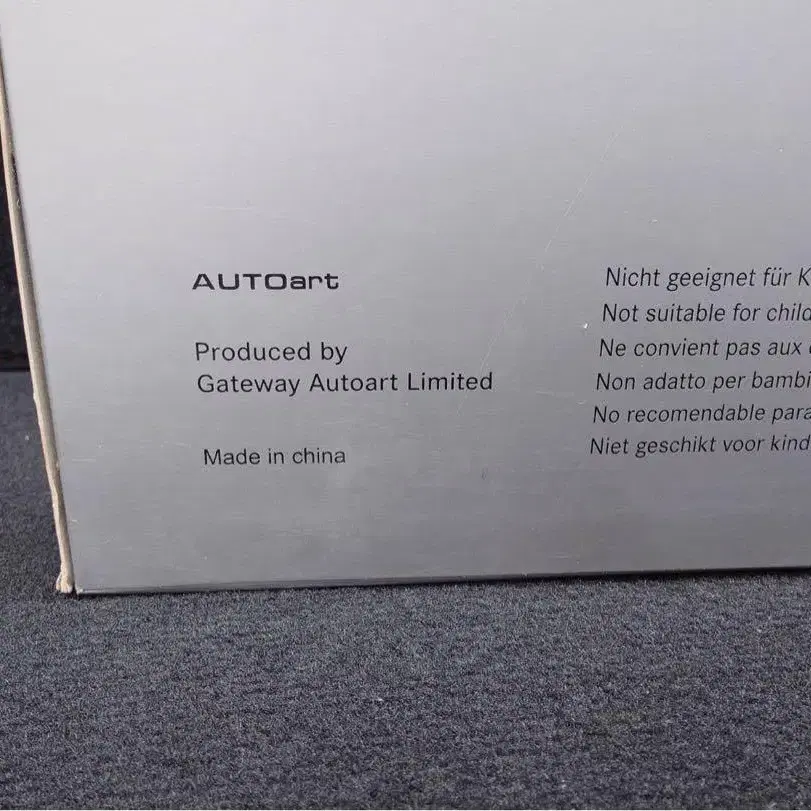 AUTOart
Produced by
Gateway Autoart Limited
Made in china
Nicht geeignet für K
Not suitable for child
Ne convient pas aux
Non adatto per bambi
No recomendable para
Niet geschikt voor kind